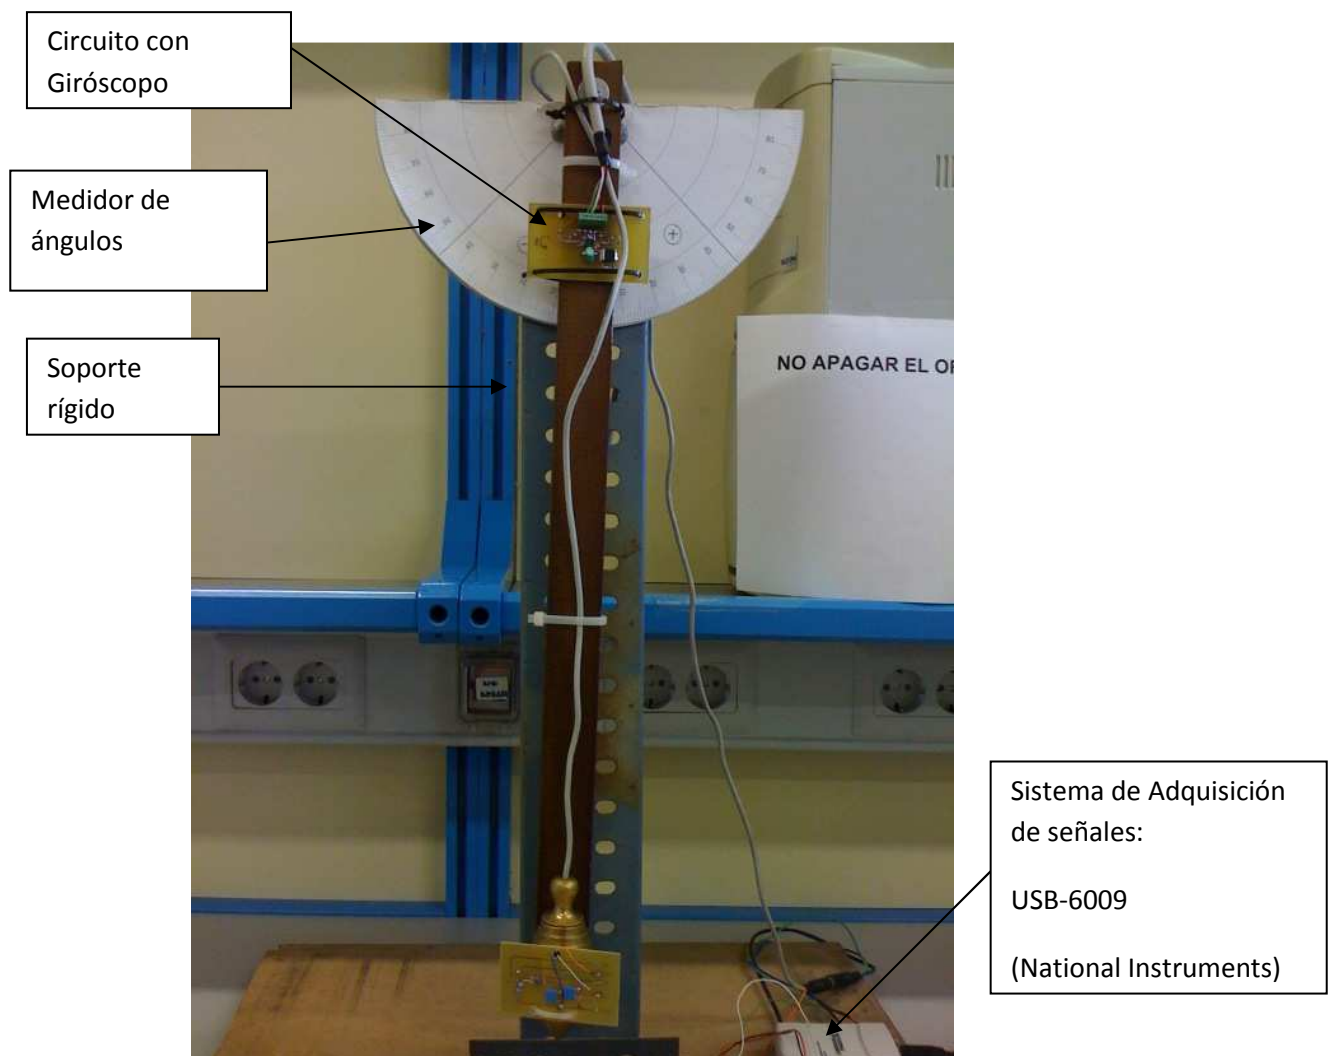 Circuito con
Giróscopo
Medidor de
ángulos
Soporte
rígido
NO APAGAR EL
Sistema de Adquisición
de señales:
USB-6009
(National Instruments)